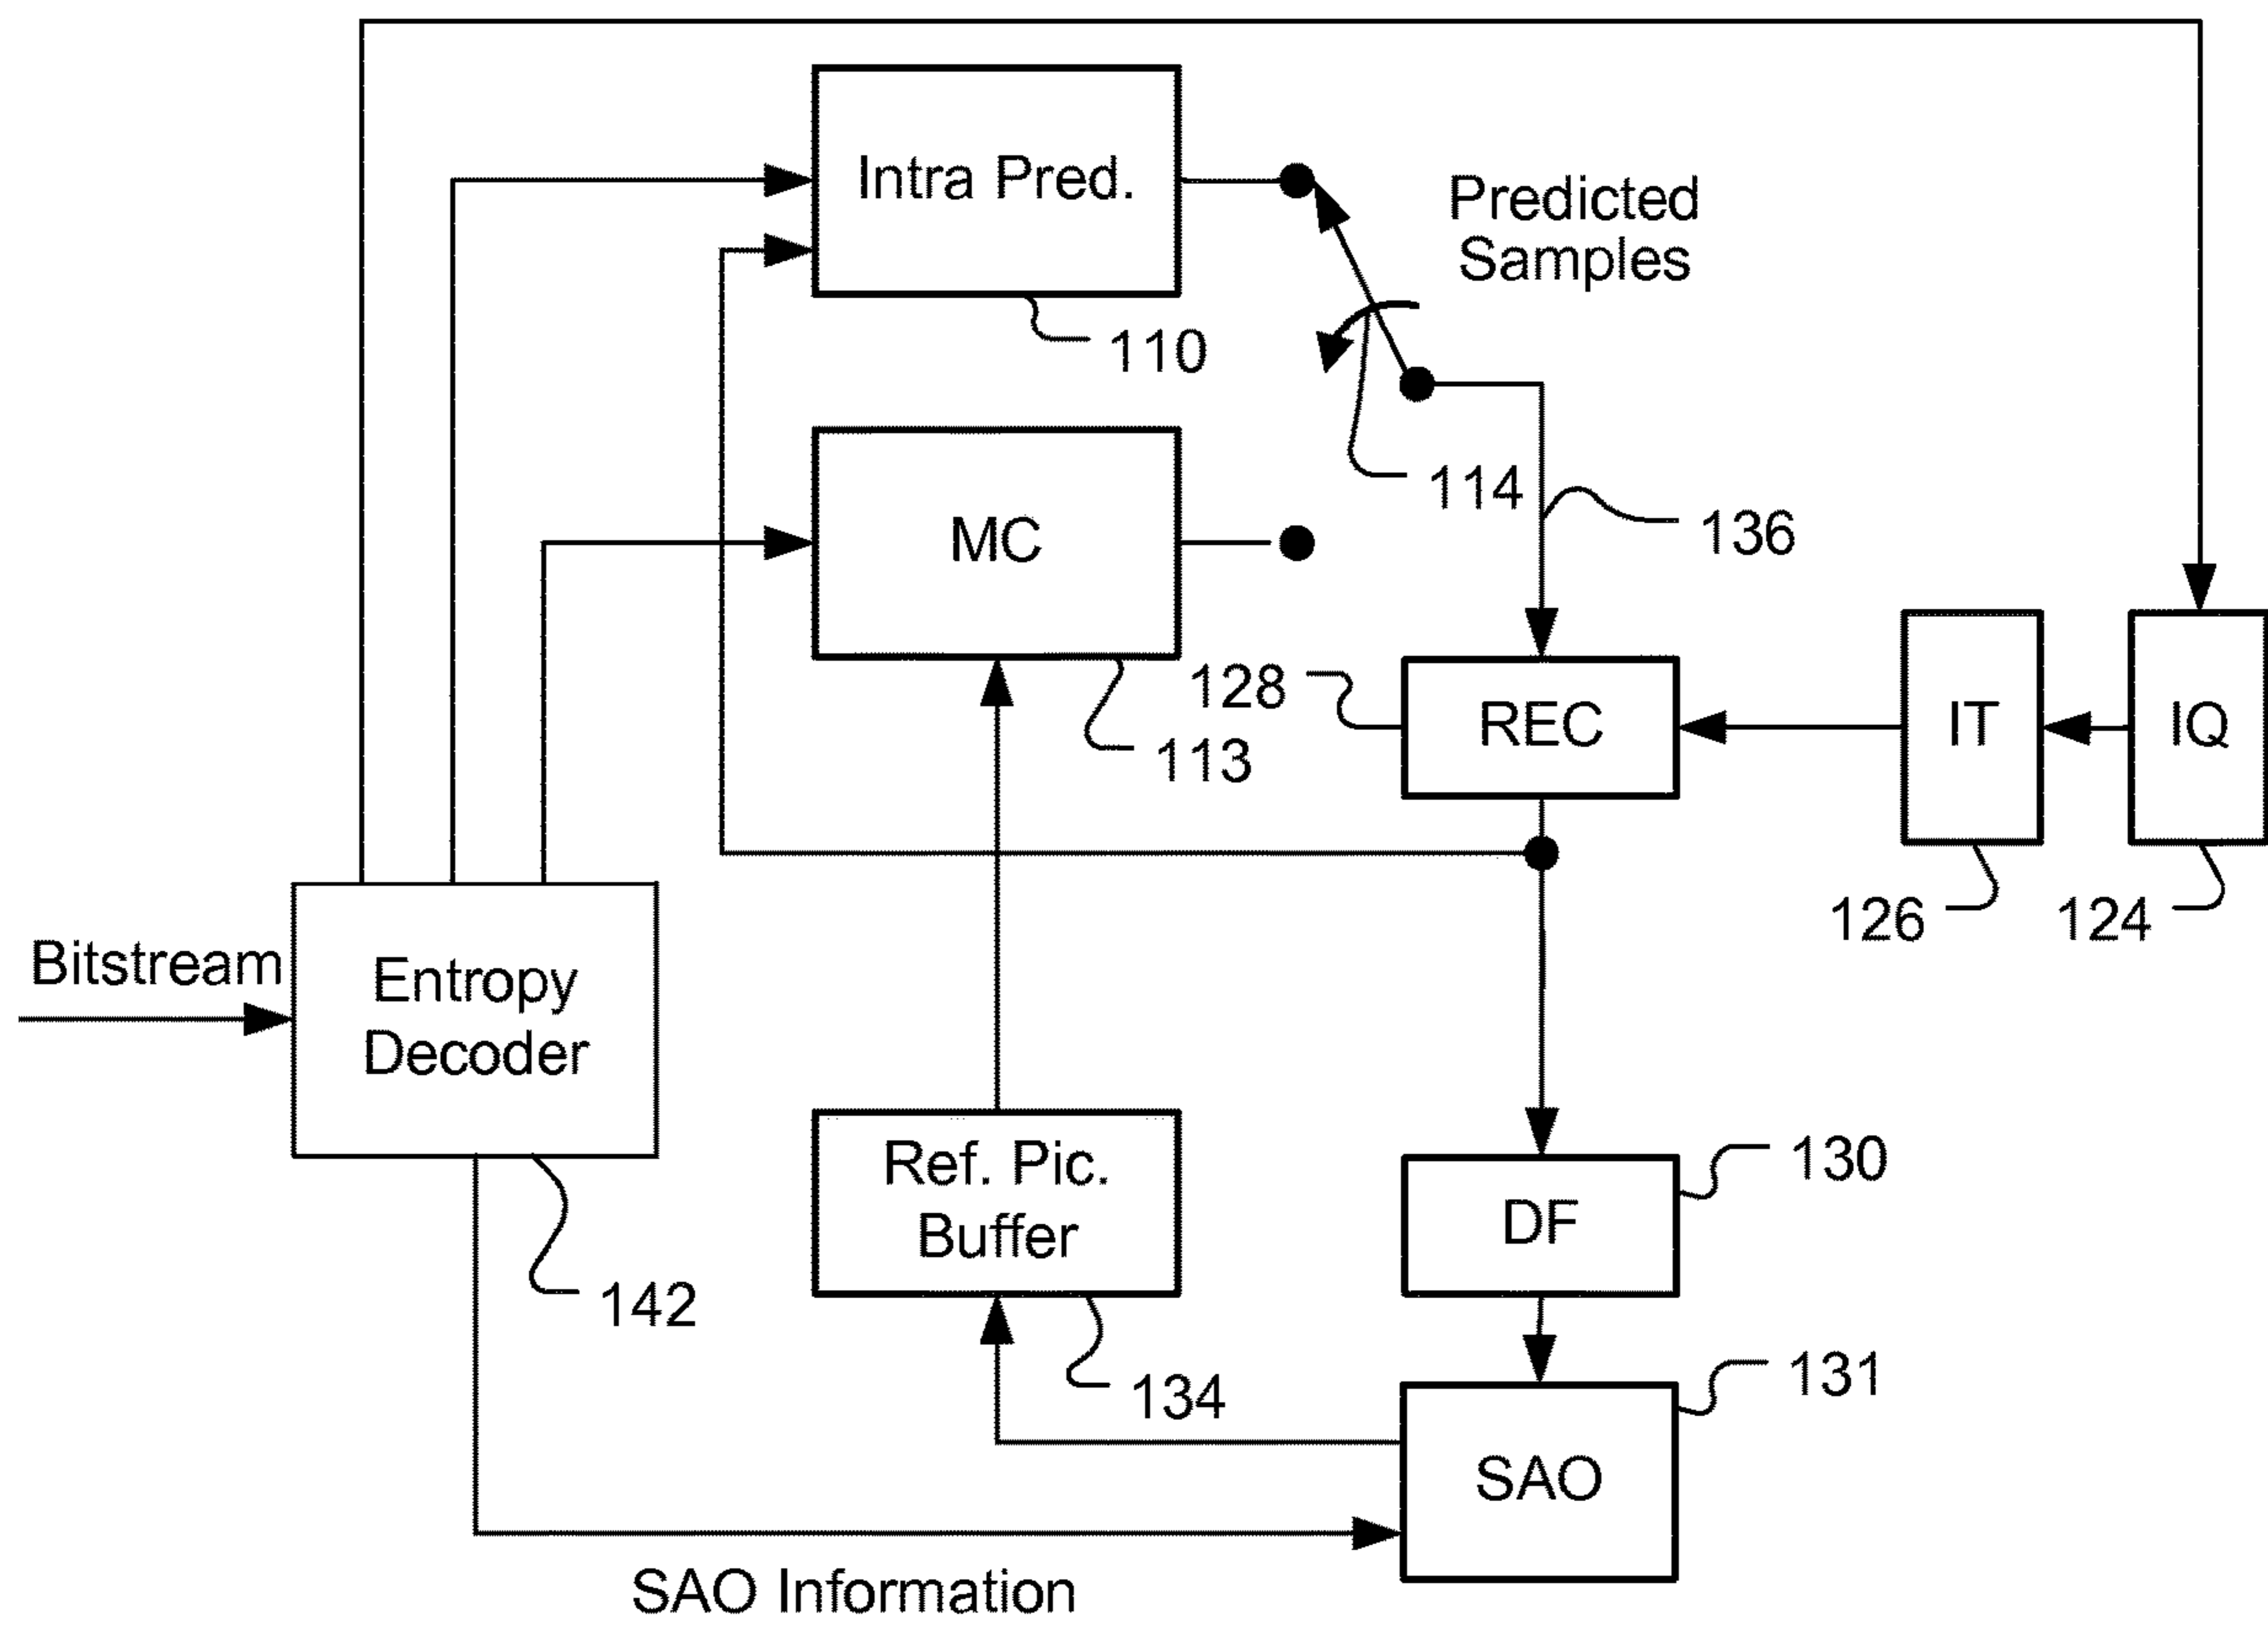 Intra Pred.
Predicted
Samples
110
114
136
MC
128
REC
IT
IQ
113
126
124
Bitstream
Entropy
Decoder
Ref. Pic.
Buffer
130
DF
142
134
131
SAO
SAO Information